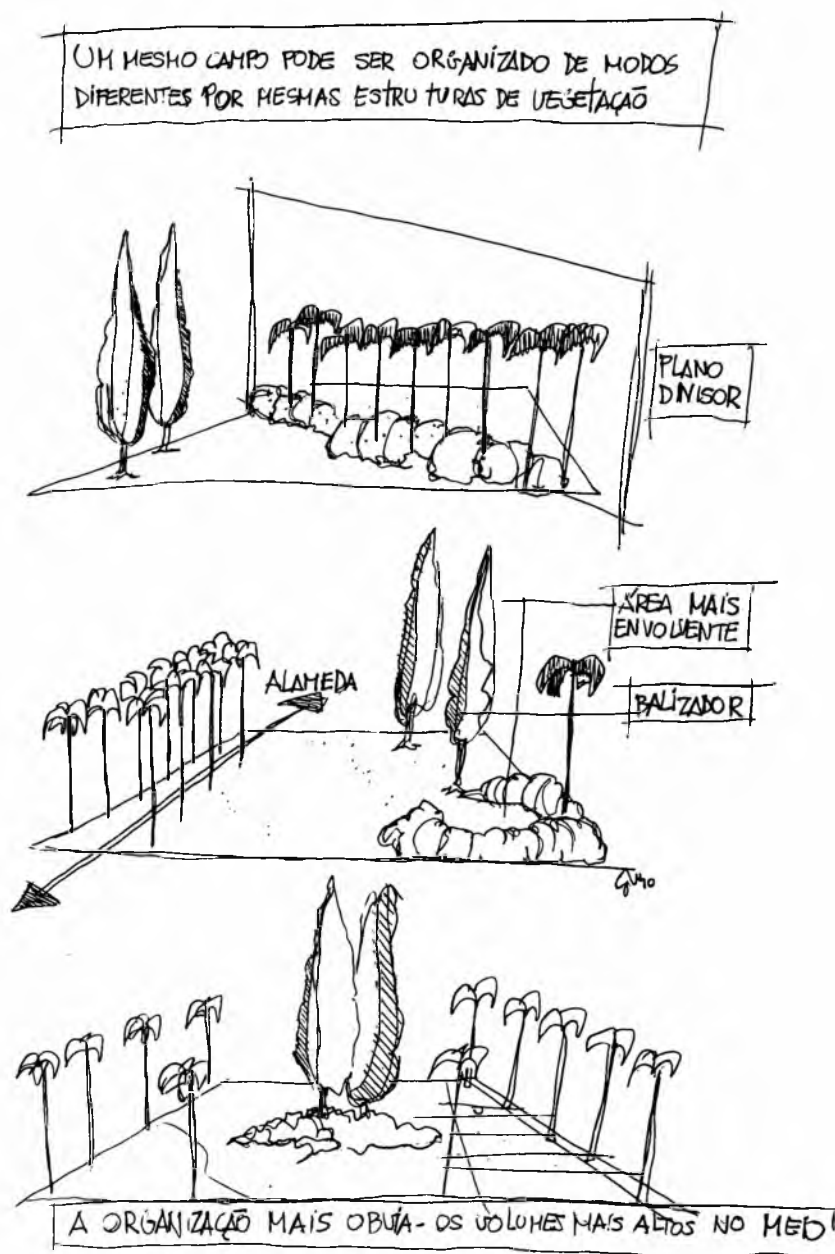 UM MESMO CAMPO PODE SER ORGANIZADO DE MODOS
DIFERENTES POR MESMAS ESTRUTURAS DE VEGETAÇÃO
PLANO
DIVISOR
ÁREA MAIS
ENVOLVENTE
ALAMEDA
BALIZADOR
A ORGANIZAÇÃO MAIS OBVIA - OS VOLUMES MAIS ALTOS NO MEIO